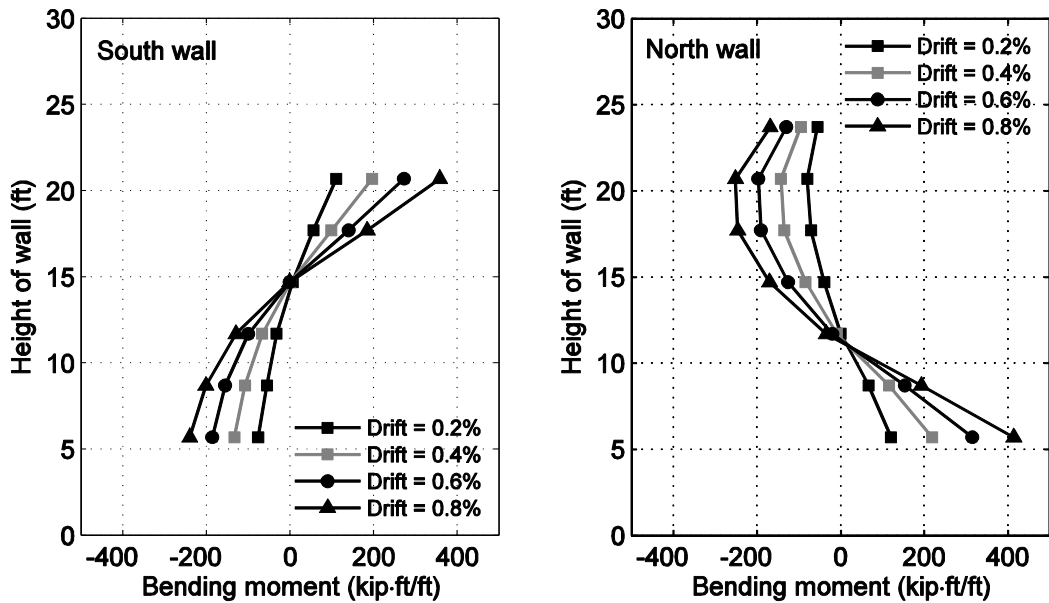 South wall
30
25
20
15
10
5
0
Height of wall (ft)
-400 -200 0 200 400
Bending moment (kip·ft/ft)
Drift = 0.2%
Drift = 0.4%
Drift = 0.6%
Drift = 0.8%
North wall
30
25
20
15
10
5
0
Height of wall (ft)
-400 -200 0 200 400
Bending moment (kip·ft/ft)
Drift = 0.2%
Drift = 0.4%
Drift = 0.6%
Drift = 0.8%